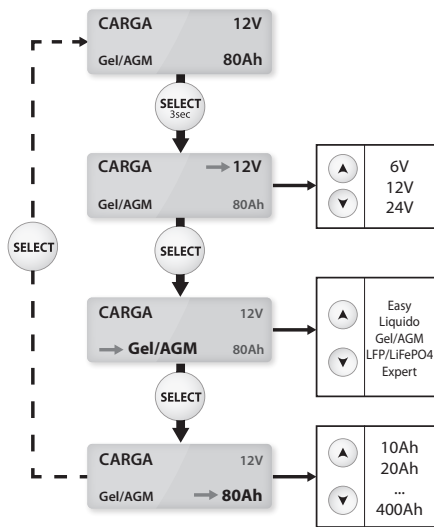 CARGA 12V
Gel/AGM 80Ah
SELECT
3sec
CARGA 12V
Gel/AGM 80Ah
6V
12V
24V
SELECT
SELECT
CARGA 12V
Gel/AGM 80Ah
Easy
Liquido
Gel/AGM
LFP/LiFePO4
Expert
SELECT
CARGA 12V
Gel/AGM 80Ah
10Ah
20Ah
...
400Ah